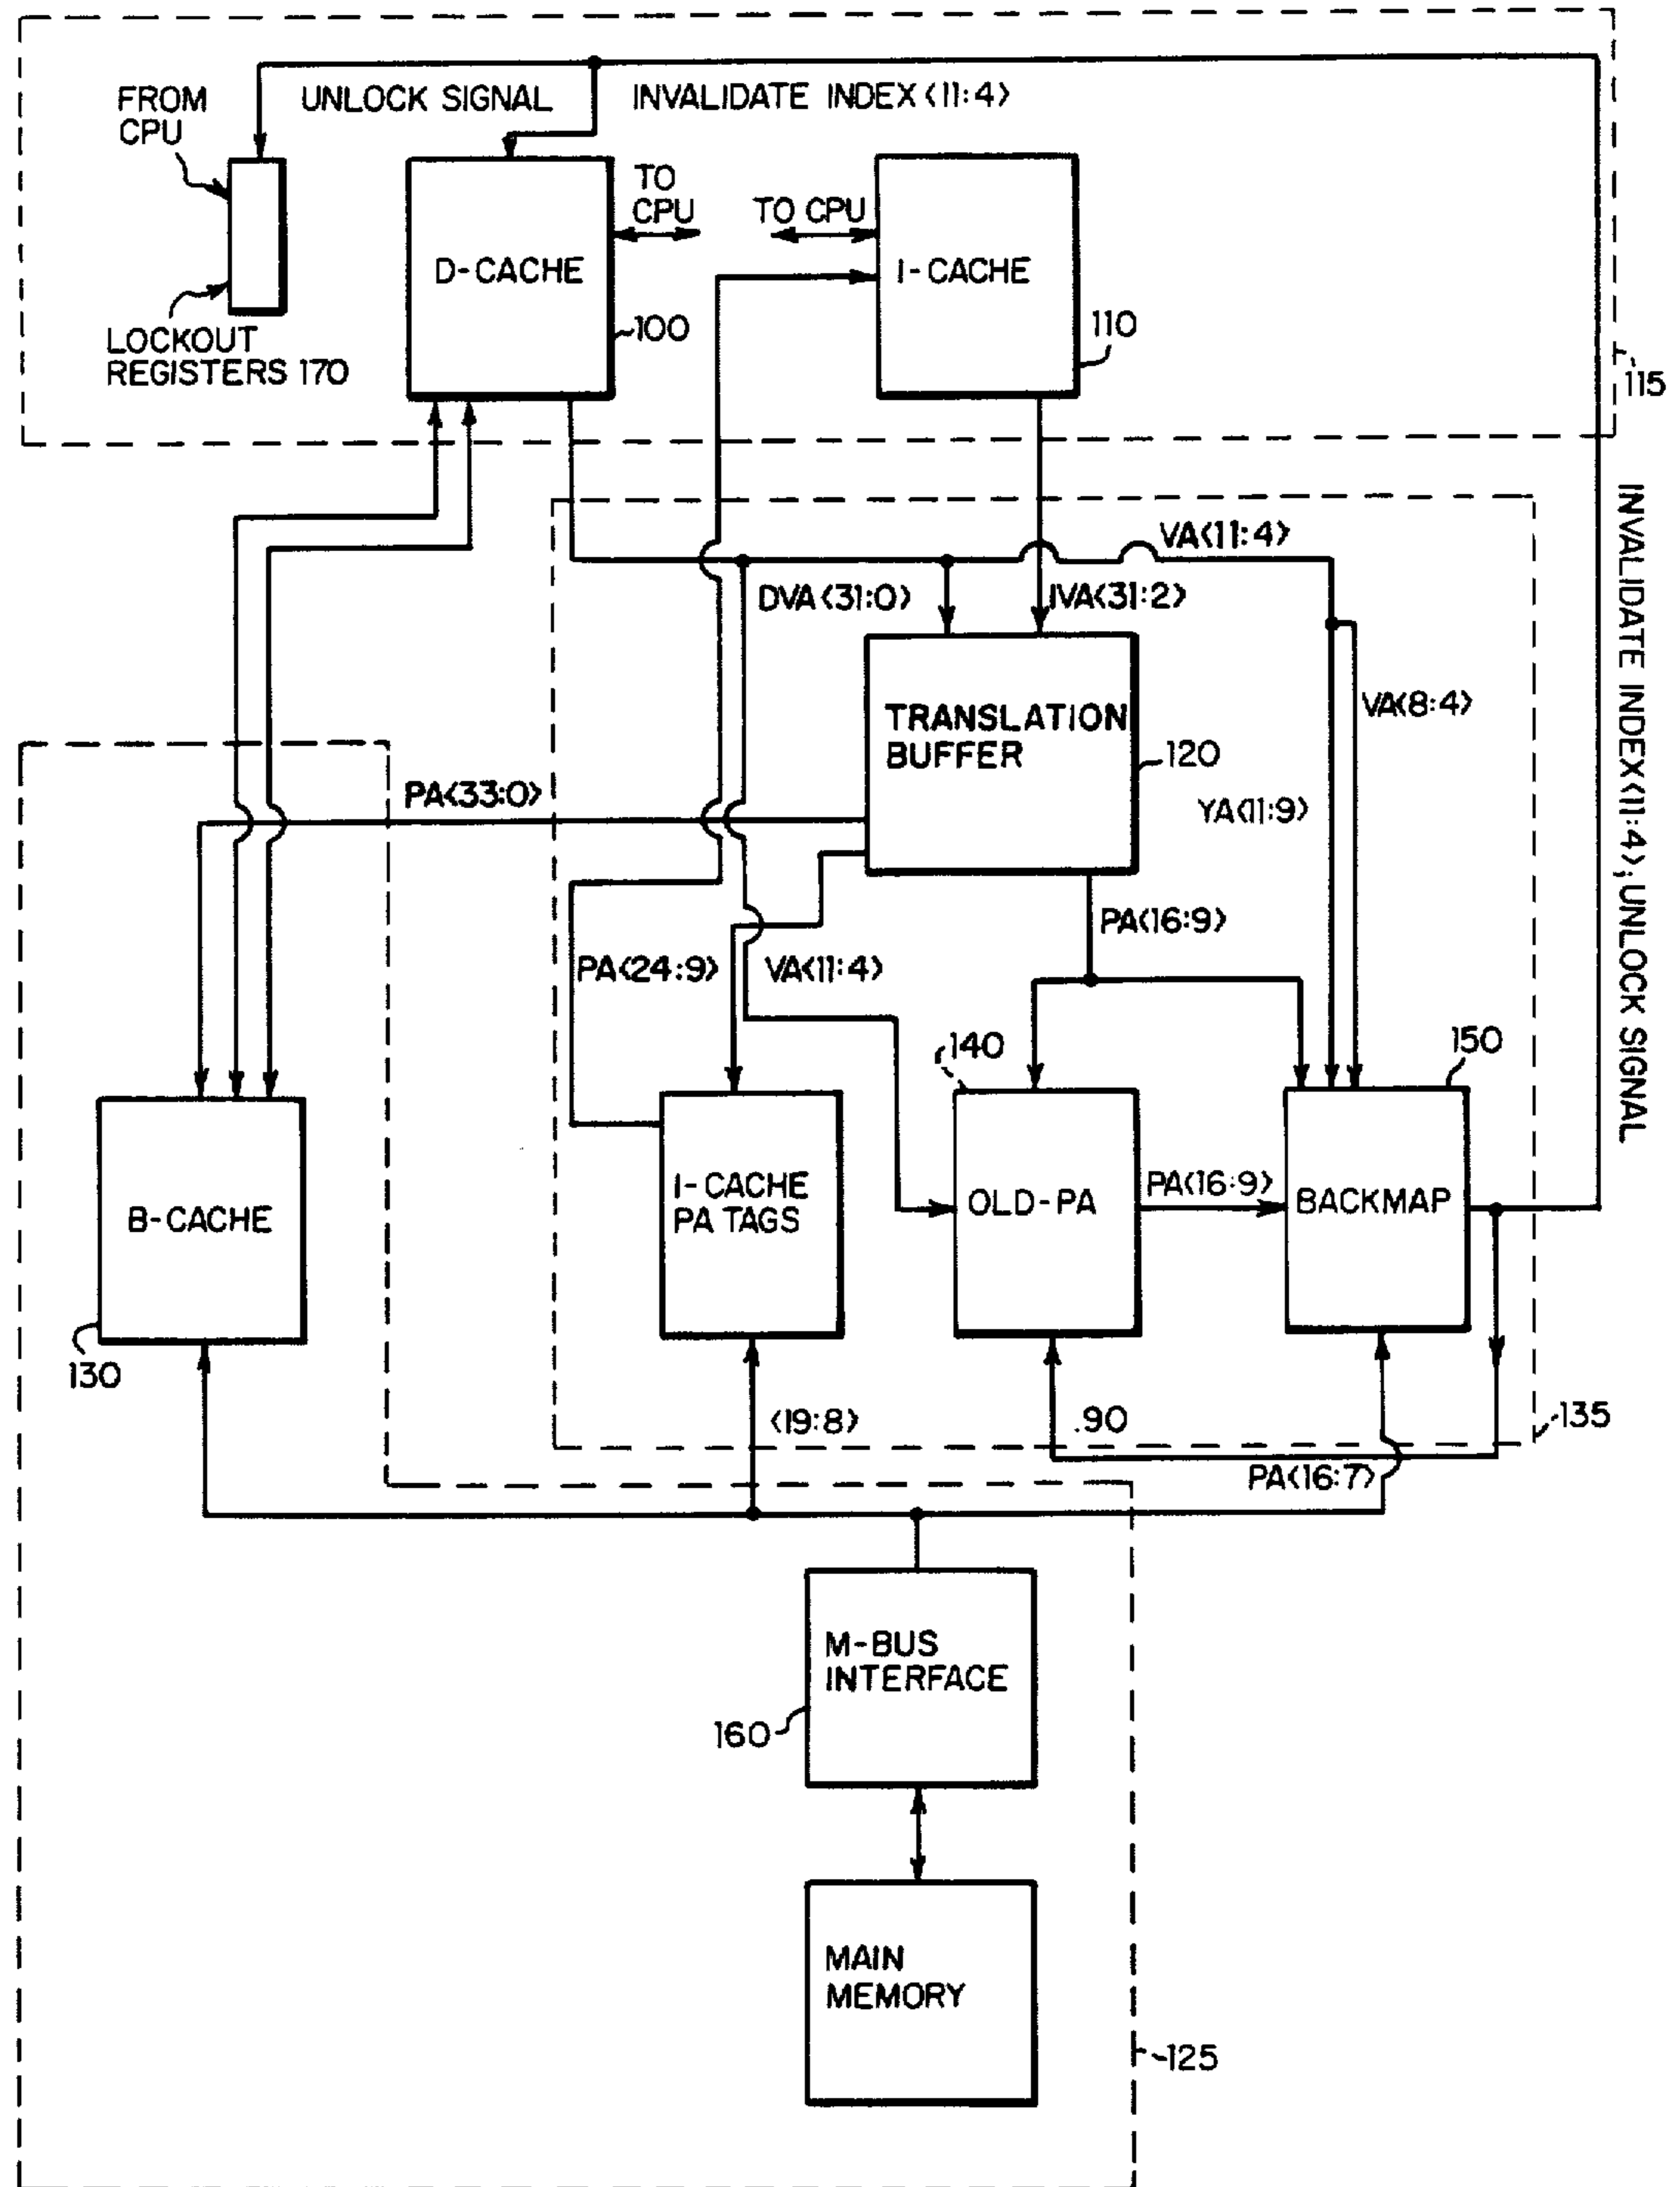 FROM
CPU
UNLOCK SIGNAL
INVALIDATE INDEX<11:4>
TO
CPU
TO CPU
D-CACHE
I-CACHE
100
110
LOCKOUT
REGISTERS 170
115
VA<11:4>
DVA<31:0>
IVA<31:2>
INVALIDATE INDEX<11:4>; UNLOCK SIGNAL
TRANSLATION
BUFFER
120
VA<8:4>
PA<33:0>
YA<11:9>
PA<16:9>
PA<24:9>
VA<11:4>
140
150
B-CACHE
I-CACHE
PA TAGS
OLD-PA
PA<16:9>
BACKMAP
130
<19:8>
.90
135
PA<16:7>
M-BUS
INTERFACE
160
MAIN
MEMORY
125